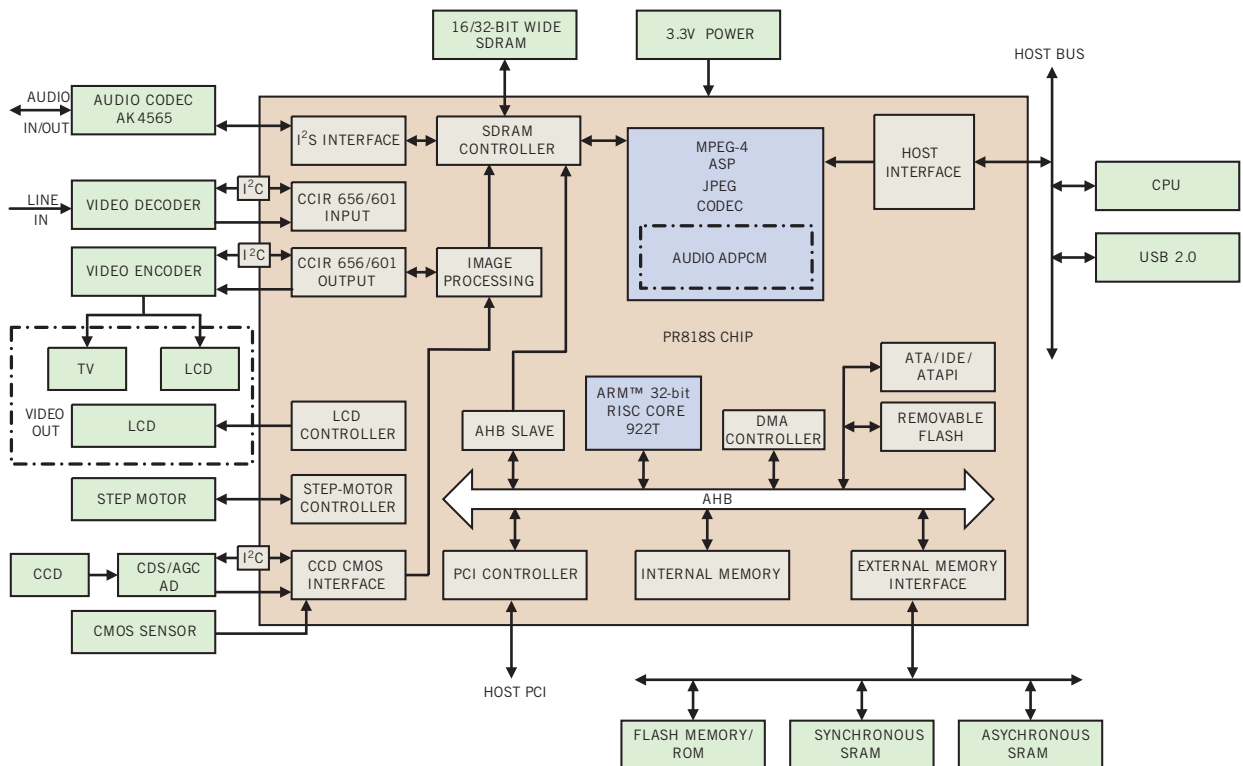 16/32-BIT WIDE
SDRAM
3.3V POWER
HOST BUS
AUDIO
IN/OUT
AUDIO CODEC
AK4565
I²S INTERFACE
SDRAM
CONTROLLER
MPEG-4
ASP
JPEG
CODEC
AUDIO ADPCM
HOST
INTERFACE
CPU
USB 2.0
LINE
IN
VIDEO DECODER
I²C
CCIR 656/601
INPUT
VIDEO ENCODER
I²C
CCIR 656/601
OUTPUT
IMAGE
PROCESSING
PR818S CHIP
TV
LCD
VIDEO
OUT
LCD
LCD
CONTROLLER
AHB SLAVE
ARM™ 32-bit
RISC CORE
922T
DMA
CONTROLLER
ATA/IDE/
ATAPI
REMOVABLE
FLASH
STEP MOTOR
STEP-MOTOR
CONTROLLER
AHB
CCD
CDS/AGC
AD
I²C
CCD CMOS
INTERFACE
PCI CONTROLLER
INTERNAL MEMORY
EXTERNAL MEMORY
INTERFACE
CMOS SENSOR
HOST PCI
FLASH MEMORY/
ROM
SYNCHRONOUS
SRAM
ASYCHRONOUS
SRAM